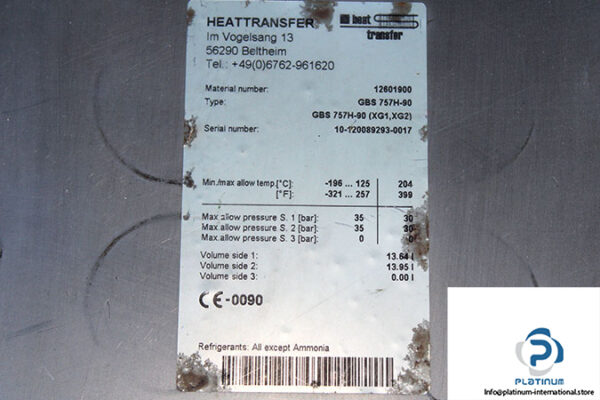 HEATTRANSFER
Im Vogelsang 13
56290 Beltheim
Tel.: +49(0)6762-961620
heat
transfer
Material number: 12601900
Type: GBS 757H-90
GBS 757H-90 (XG1,XG2)
Serial number: 10-120089293-0017
Min./max allow temp.[°C]: -196 ... 125 204
[°F]: -321 ... 257 399
Max.allow pressure S. 1 [bar]: 35 30
Max.allow pressure S. 2 [bar]: 35 30
Max.allow pressure S. 3 [bar]: 0 0
Volume side 1: 13.64 l
Volume side 2: 13.95 l
Volume side 3: 0.00 l
CE-0090
Refrigerants: All except Ammonia
PLATINUM
Info@platinum-international.store